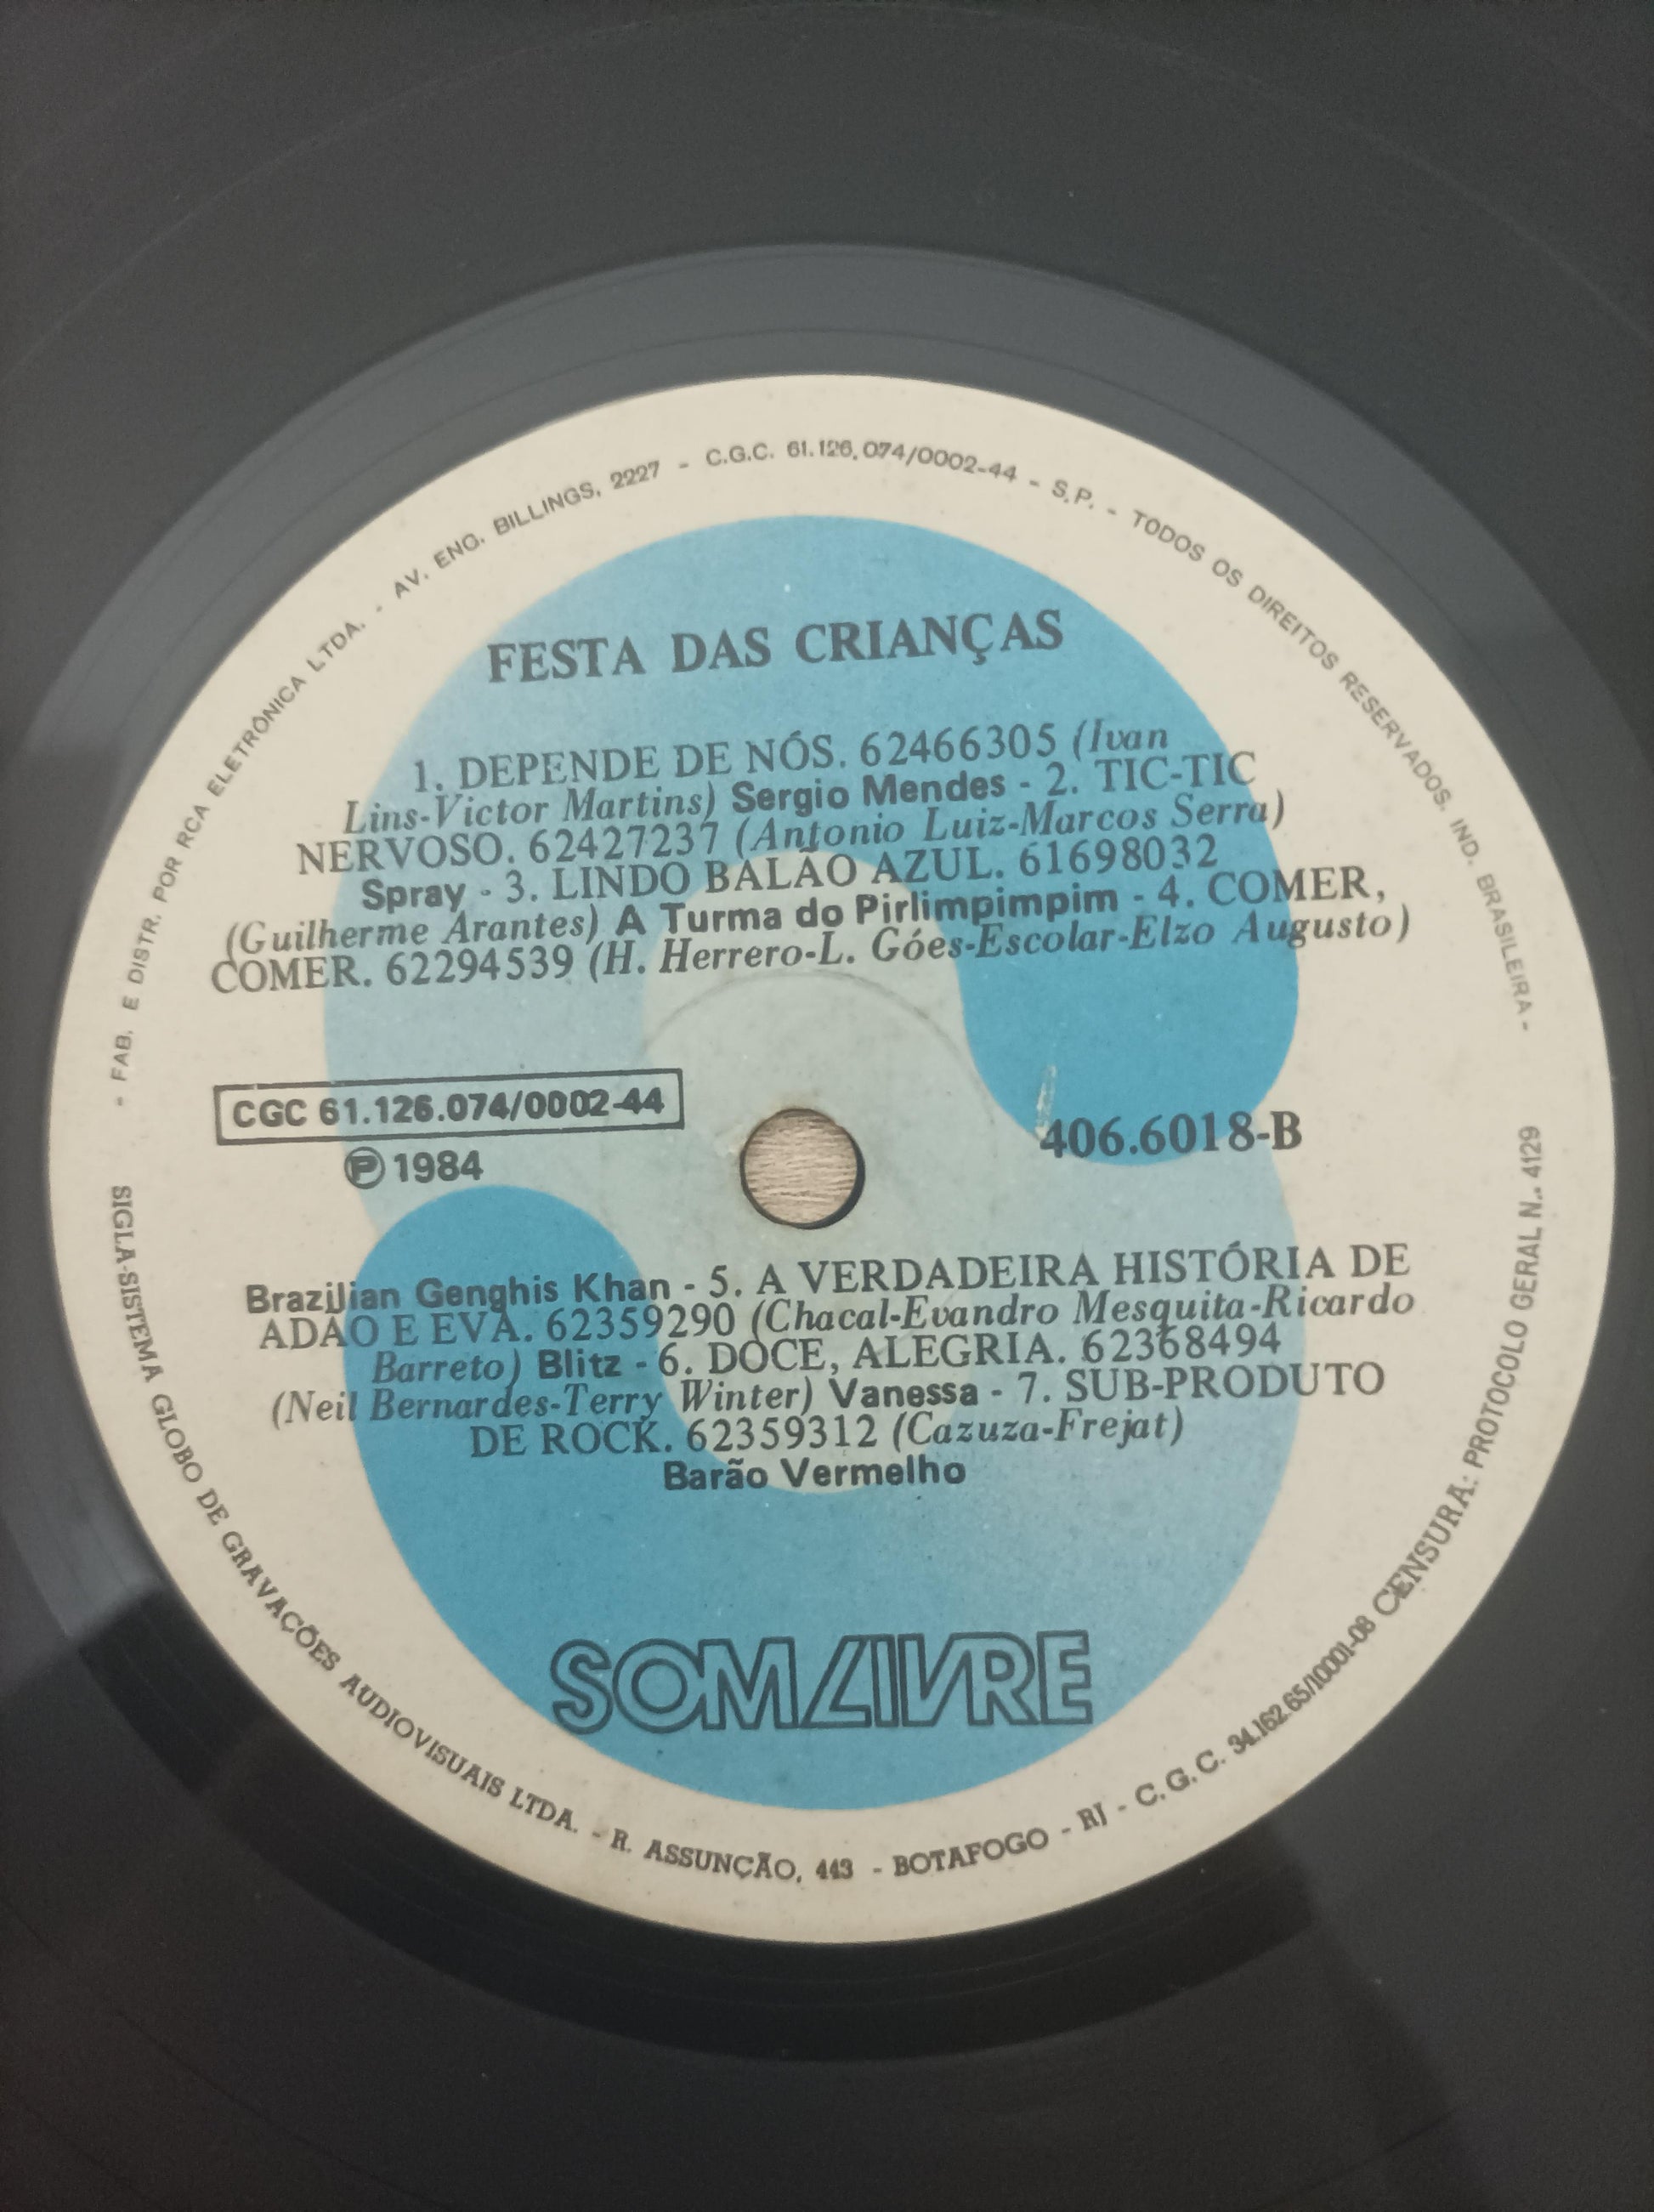 - FAB. E DISTR. POR RCA ELETRÔNICA LTDA. - AV. ENG. BILLINGS, 2227 - C.G.C. 61.126.074/0002-44 - S.P. - TODOS OS DIREITOS RESERVADOS. IND. BRASILEIRA -
FESTA DAS CRIANÇAS
1. DEPENDE DE NÓS. 62466305 (Ivan
Lins-Victor Martins) Sergio Mendes - 2. TIC-TIC
NERVOSO. 62427237 (Antonio Luiz-Marcos Serra)
Spray - 3. LINDO BALÃO AZUL. 61698032
(Guilherme Arantes) A Turma do Pirlimpimpim - 4. COMER,
COMER. 62294539 (H. Herrero-L. Góes-Escolar-Elzo Augusto)
CGC 61.126.074/0002-44
℗ 1984
406.6018-B
Brazilian Genghis Khan - 5. A VERDADEIRA HISTÓRIA DE
ADÃO E EVA. 62359290 (Chacal-Evandro Mesquita-Ricardo
Barreto) Blitz - 6. DOCE, ALEGRIA. 62368494
(Neil Bernardes-Terry Winter) Vanessa - 7. SUB-PRODUTO
DE ROCK. 62359312 (Cazuza-Frejat)
Barão Vermelho
SOM LIVRE
SIGLA-SISTEMA GLOBO DE GRAVAÇÕES AUDIOVISUAIS LTDA. - R. ASSUNÇÃO, 443 - BOTAFOGO - RJ - C.G.C. 34.162.651/0001-08 CENSURA: PROTOCOLO GERAL N.. 4129